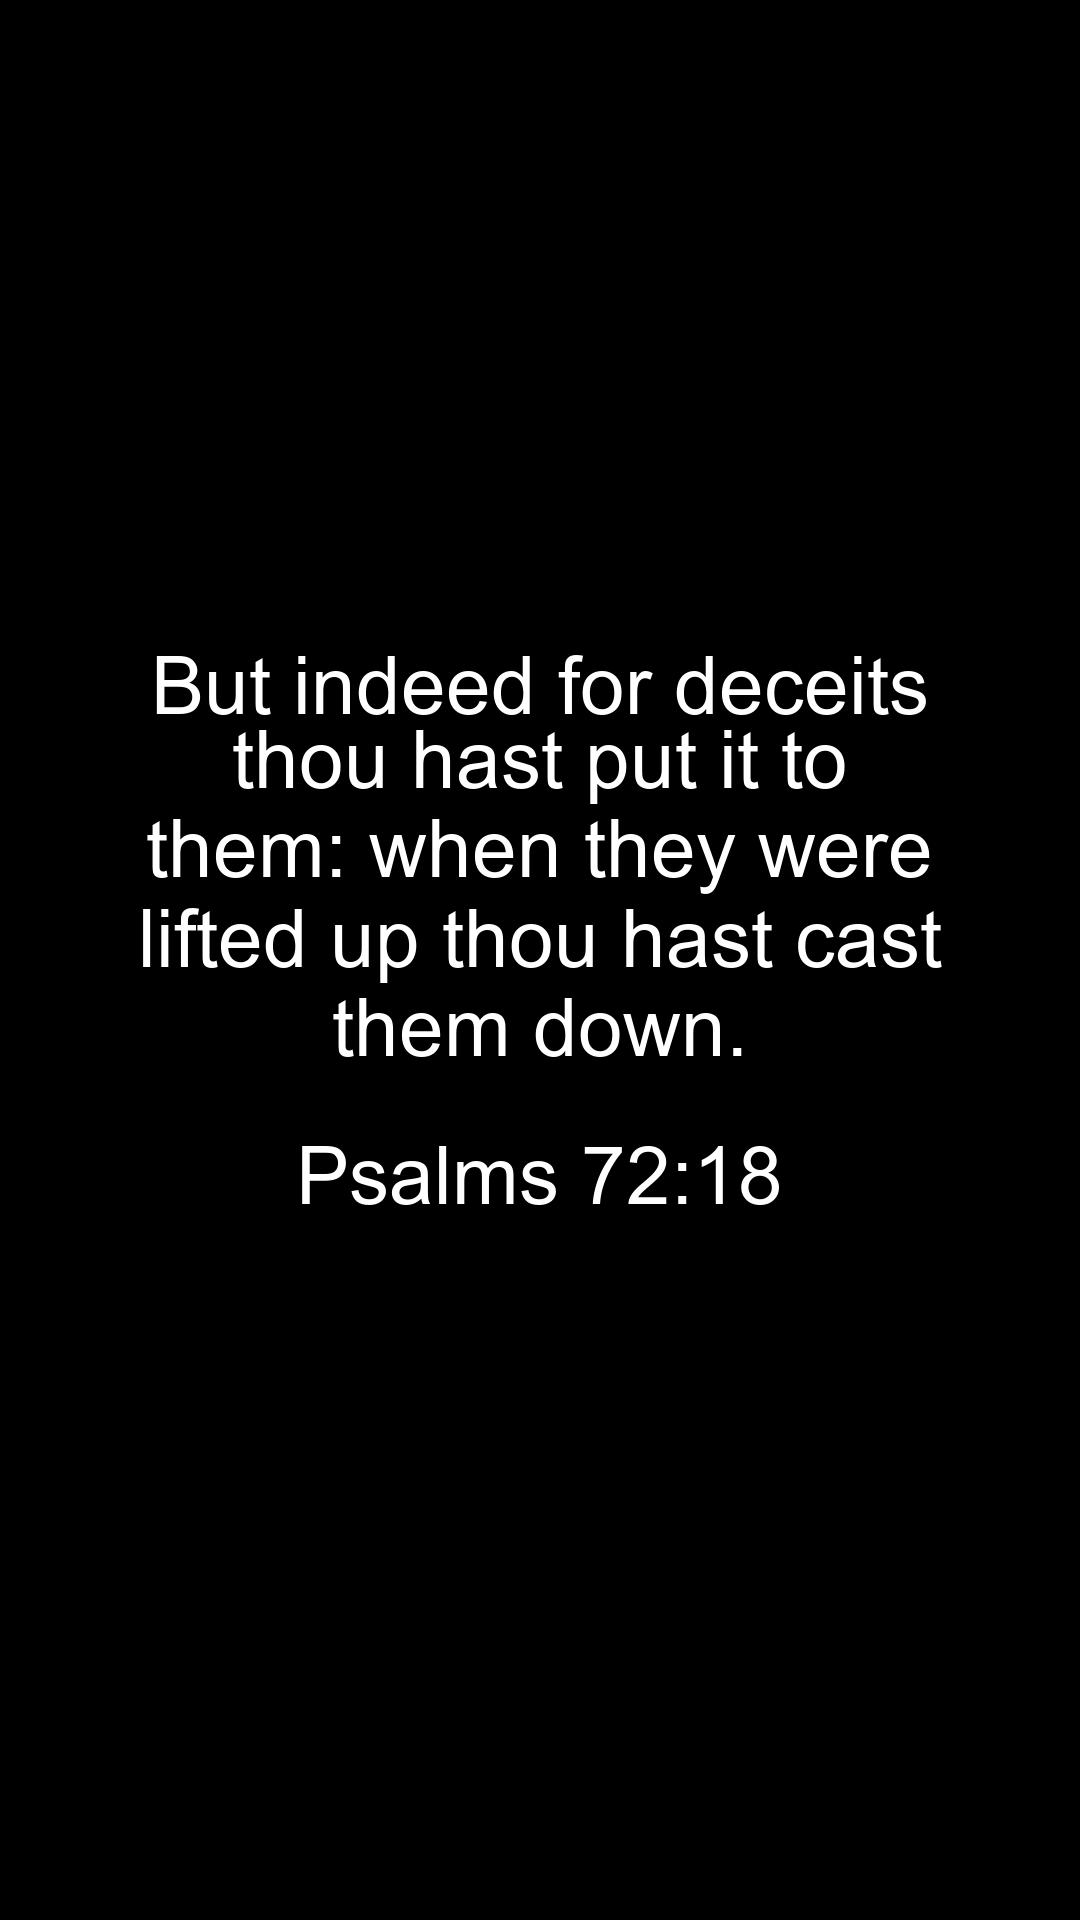 But indeed for deceits
thou hast put it to
them: when they were
lifted up thou hast cast
them down.
Psalms 72:18